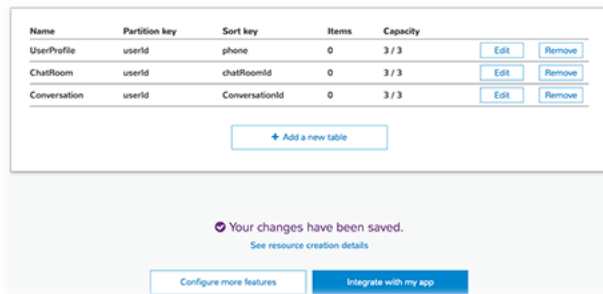 Name Partition key Sort key Items Capacity
UserProfile userId phone 0 3 / 3 Edit Remove
ChatRoom userId chatRoomId 0 3 / 3 Edit Remove
Conversation userId ConversationId 0 3 / 3 Edit Remove
+ Add a new table
Your changes have been saved.
See resource creation details
Configure more features Integrate with my app